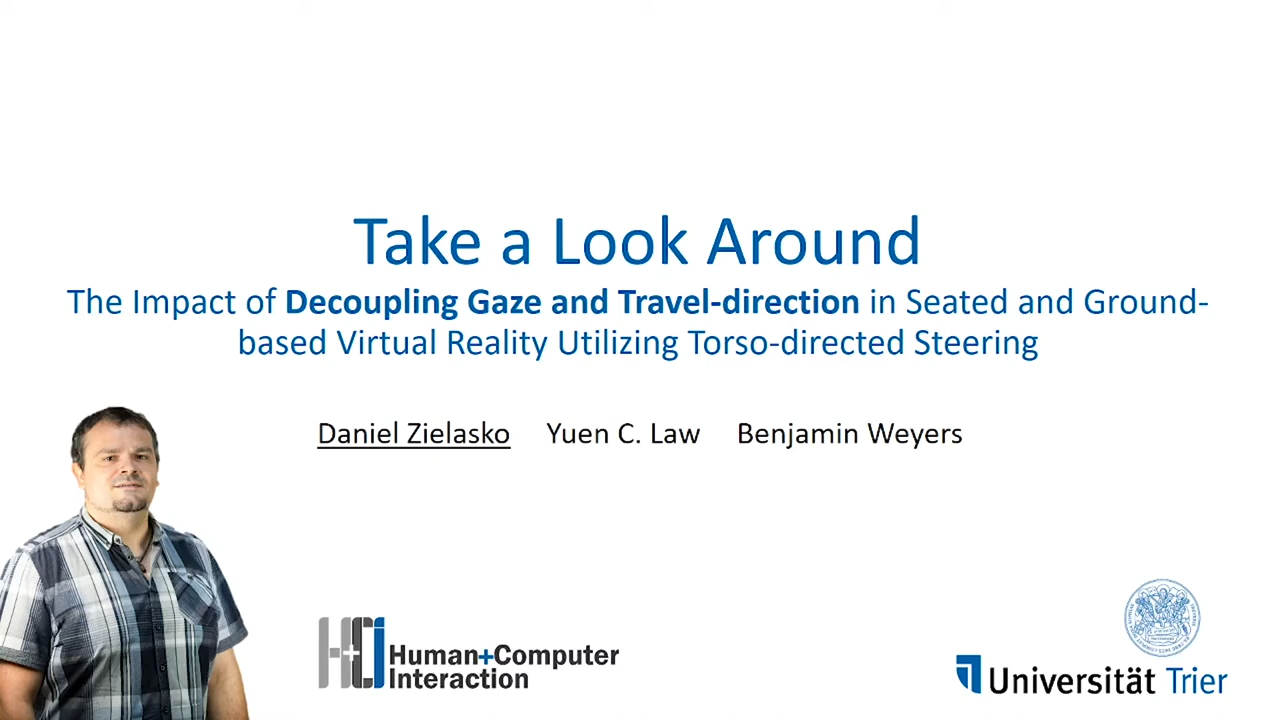 Take a Look Around
The Impact of Decoupling Gaze and Travel-direction in Seated and Ground-
based Virtual Reality Utilizing Torso-directed Steering
Daniel Zielasko Yuen C. Law Benjamin Weyers
H+CI Human+Computer
Interaction
Universität Trier